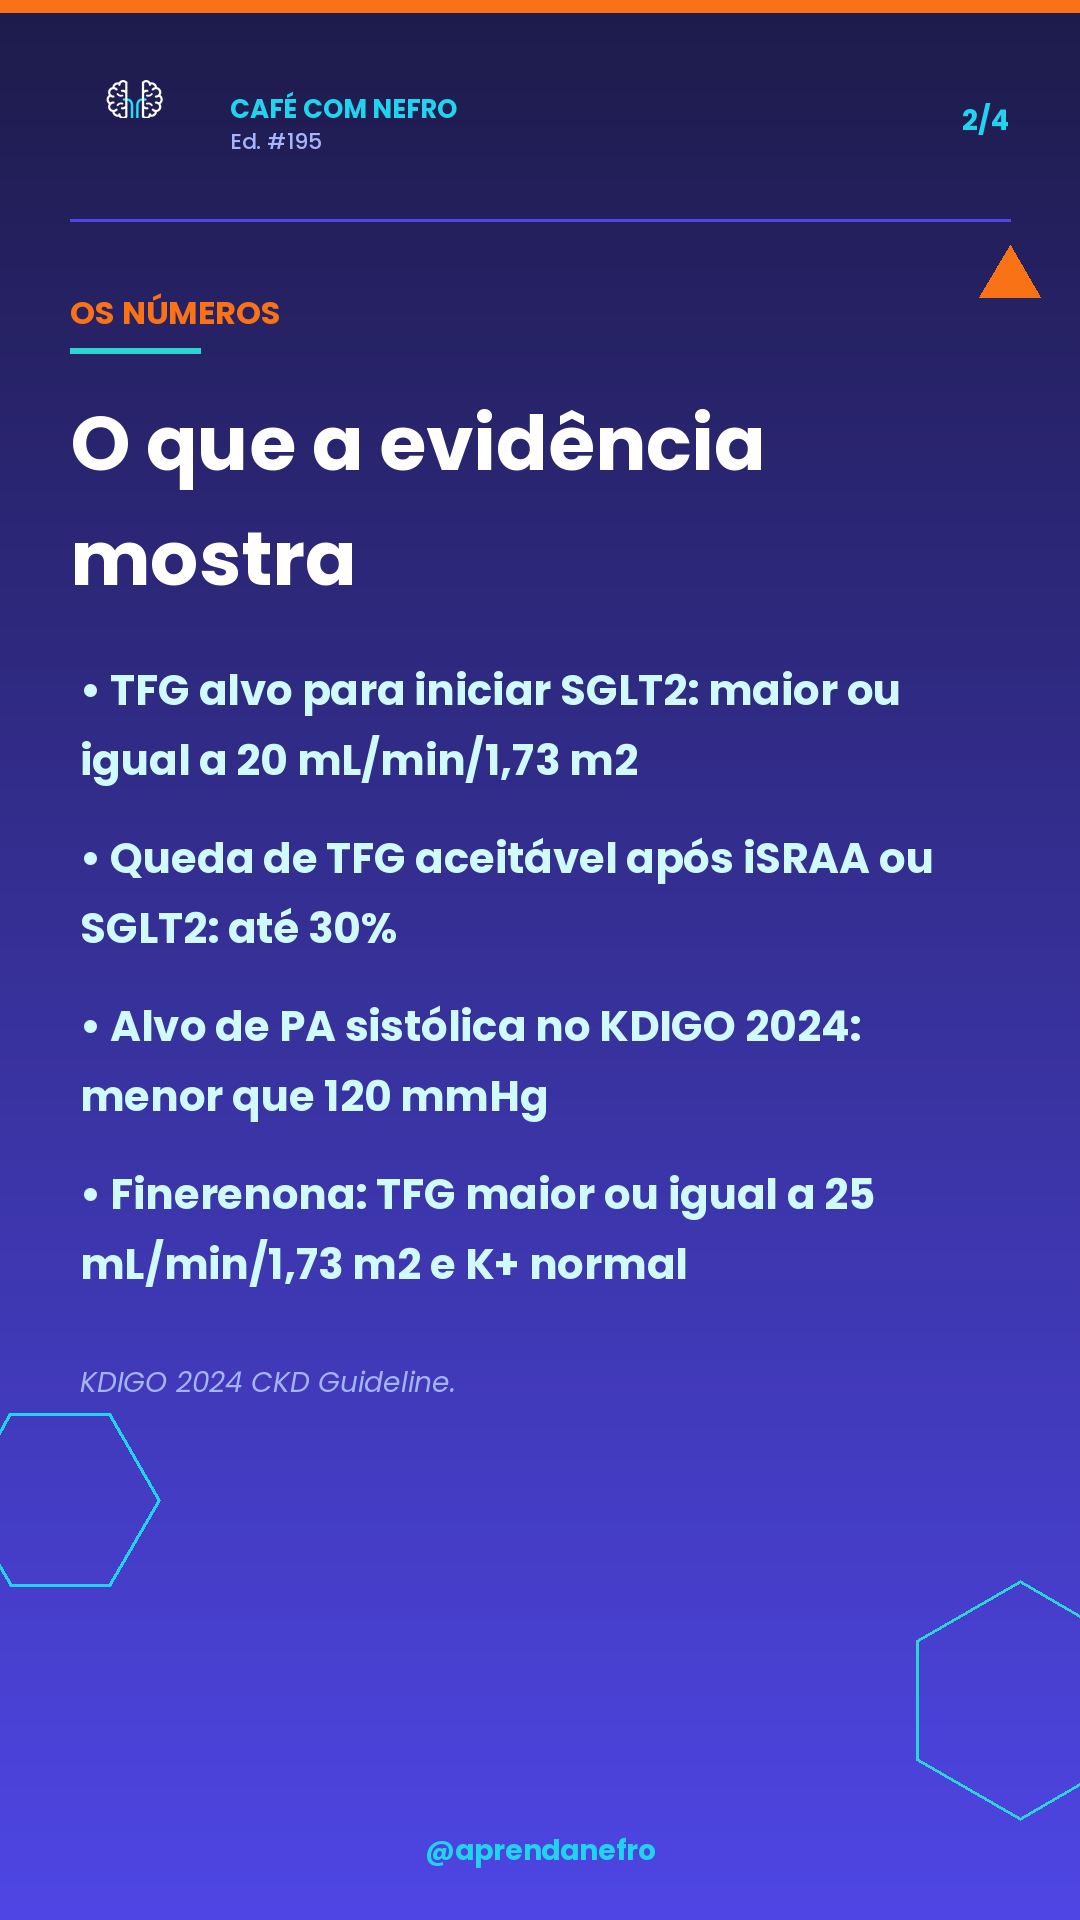 CAFÉ COM NEFRO
Ed. #195
2/4
OS NÚMEROS
O que a evidência
mostra
• TFG alvo para iniciar SGLT2: maior ou
igual a 20 mL/min/1,73 m2
• Queda de TFG aceitável após iSRAA ou
SGLT2: até 30%
• Alvo de PA sistólica no KDIGO 2024:
menor que 120 mmHg
• Finerenona: TFG maior ou igual a 25
mL/min/1,73 m2 e K+ normal
KDIGO 2024 CKD Guideline.
@aprendanefro